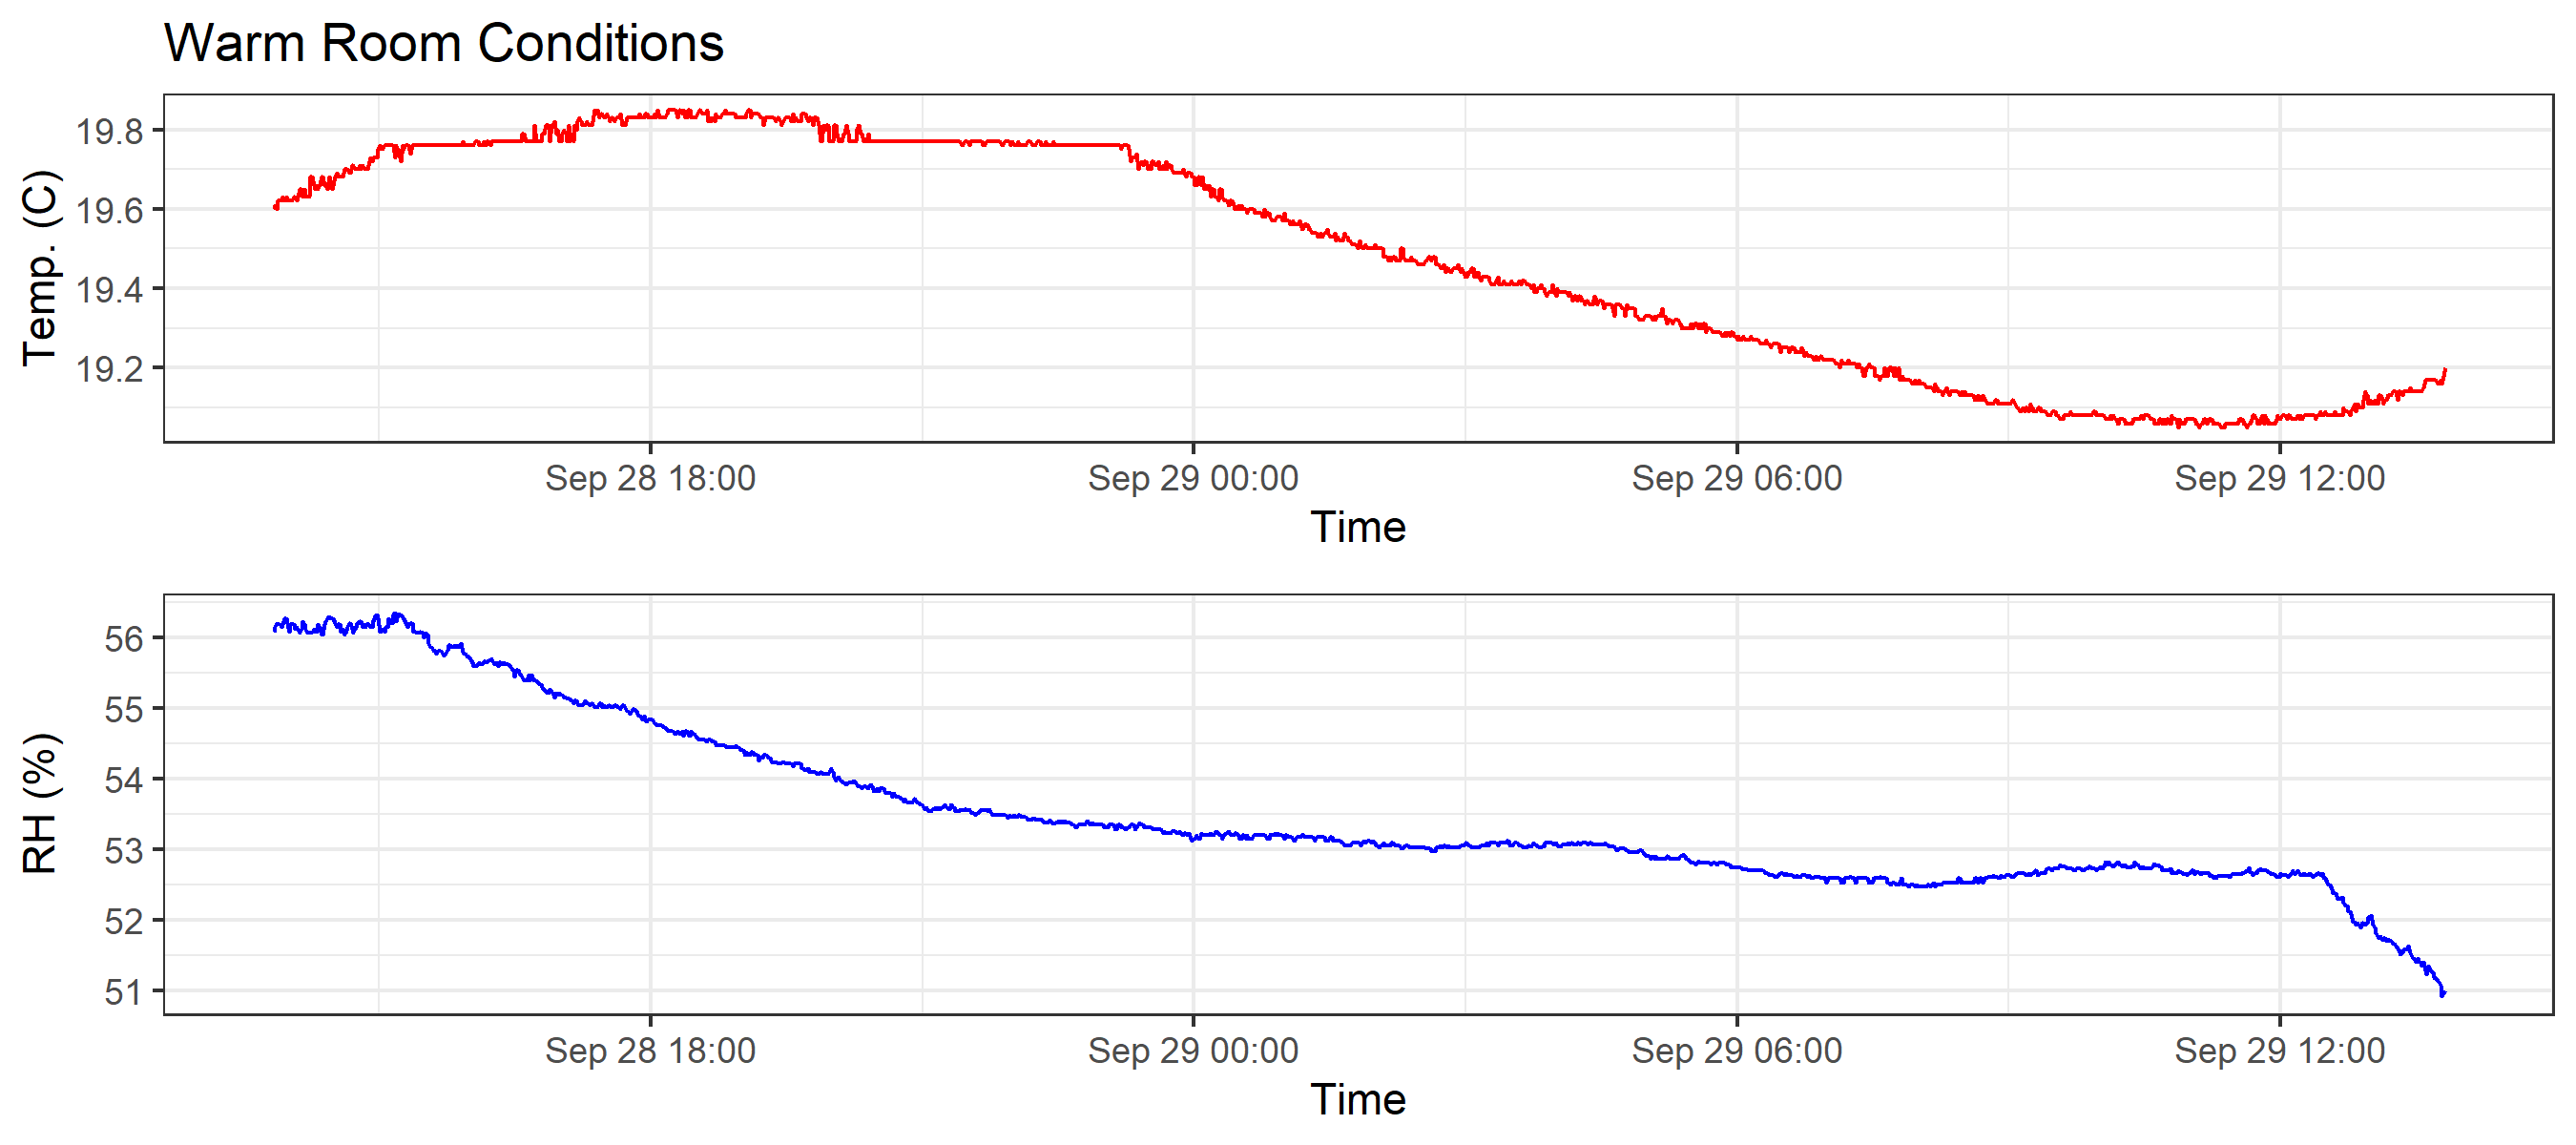 Warm Room Conditions
Temp. (C)
19.8
19.6
19.4
19.2
Sep 28 18:00 Sep 29 00:00 Sep 29 06:00 Sep 29 12:00
Time
RH (%)
56
55
54
53
52
51
Sep 28 18:00 Sep 29 00:00 Sep 29 06:00 Sep 29 12:00
Time